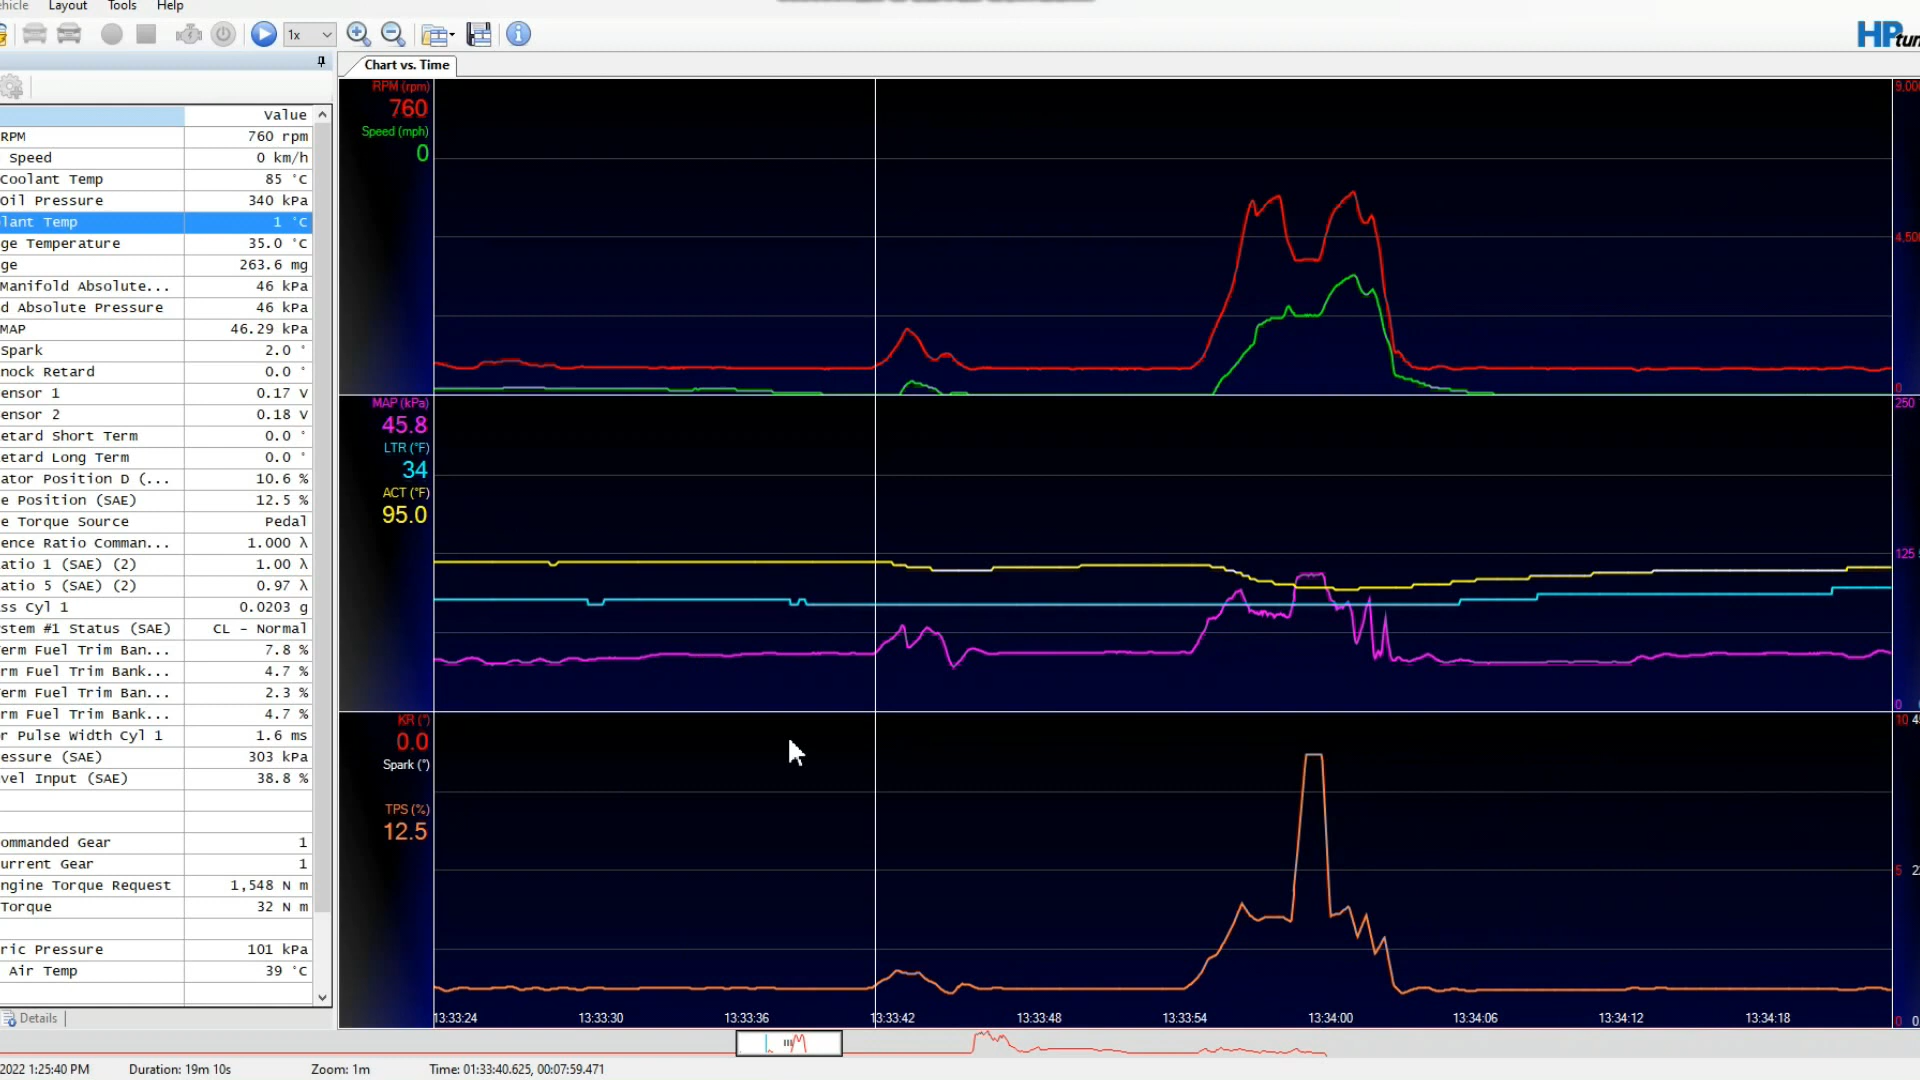 ehicle Layout Tools Help
1x
HPtun
Chart vs. Time
Value
RPM 760 rpm
Speed 0 km/h
Coolant Temp 85 °C
Oil Pressure 340 kPa
lant Temp 1 °C
ge Temperature 35.0 °C
ge 263.6 mg
Manifold Absolute... 46 kPa
d Absolute Pressure 46 kPa
MAP 46.29 kPa
Spark 2.0 °
nock Retard 0.0 °
ensor 1 0.17 V
ensor 2 0.18 V
etard Short Term 0.0 °
etard Long Term 0.0 °
ator Position D (... 10.6 %
e Position (SAE) 12.5 %
e Torque Source Pedal
ence Ratio Comman... 1.000 λ
atio 1 (SAE) (2) 1.00 λ
atio 5 (SAE) (2) 0.97 λ
ss Cyl 1 0.0203 g
stem #1 Status (SAE) CL - Normal
erm Fuel Trim Ban... 7.8 %
rm Fuel Trim Bank... 4.7 %
erm Fuel Trim Ban... 2.3 %
rm Fuel Trim Bank... 4.7 %
r Pulse Width Cyl 1 1.6 ms
essure (SAE) 303 kPa
vel Input (SAE) 38.8 %
ommanded Gear 1
urrent Gear 1
ngine Torque Request 1,548 N m
Torque 32 N m
ric Pressure 101 kPa
Air Temp 39 °C
Details
RPM (rpm)
760
Speed (mph)
0
9,000
4,500
0
MAP (kPa)
45.8
LTR (°F)
34
ACT (°F)
95.0
250
125
0
KR (°)
0.0
Spark (°)
TPS (%)
12.5
10 45
5 22
0 0
13:33:24 13:33:30 13:33:36 13:33:42 13:33:48 13:33:54 13:34:00 13:34:06 13:34:12 13:34:18
2022 1:25:40 PM Duration: 19m 10s Zoom: 1m Time: 01:33:40.625, 00:07:59.471